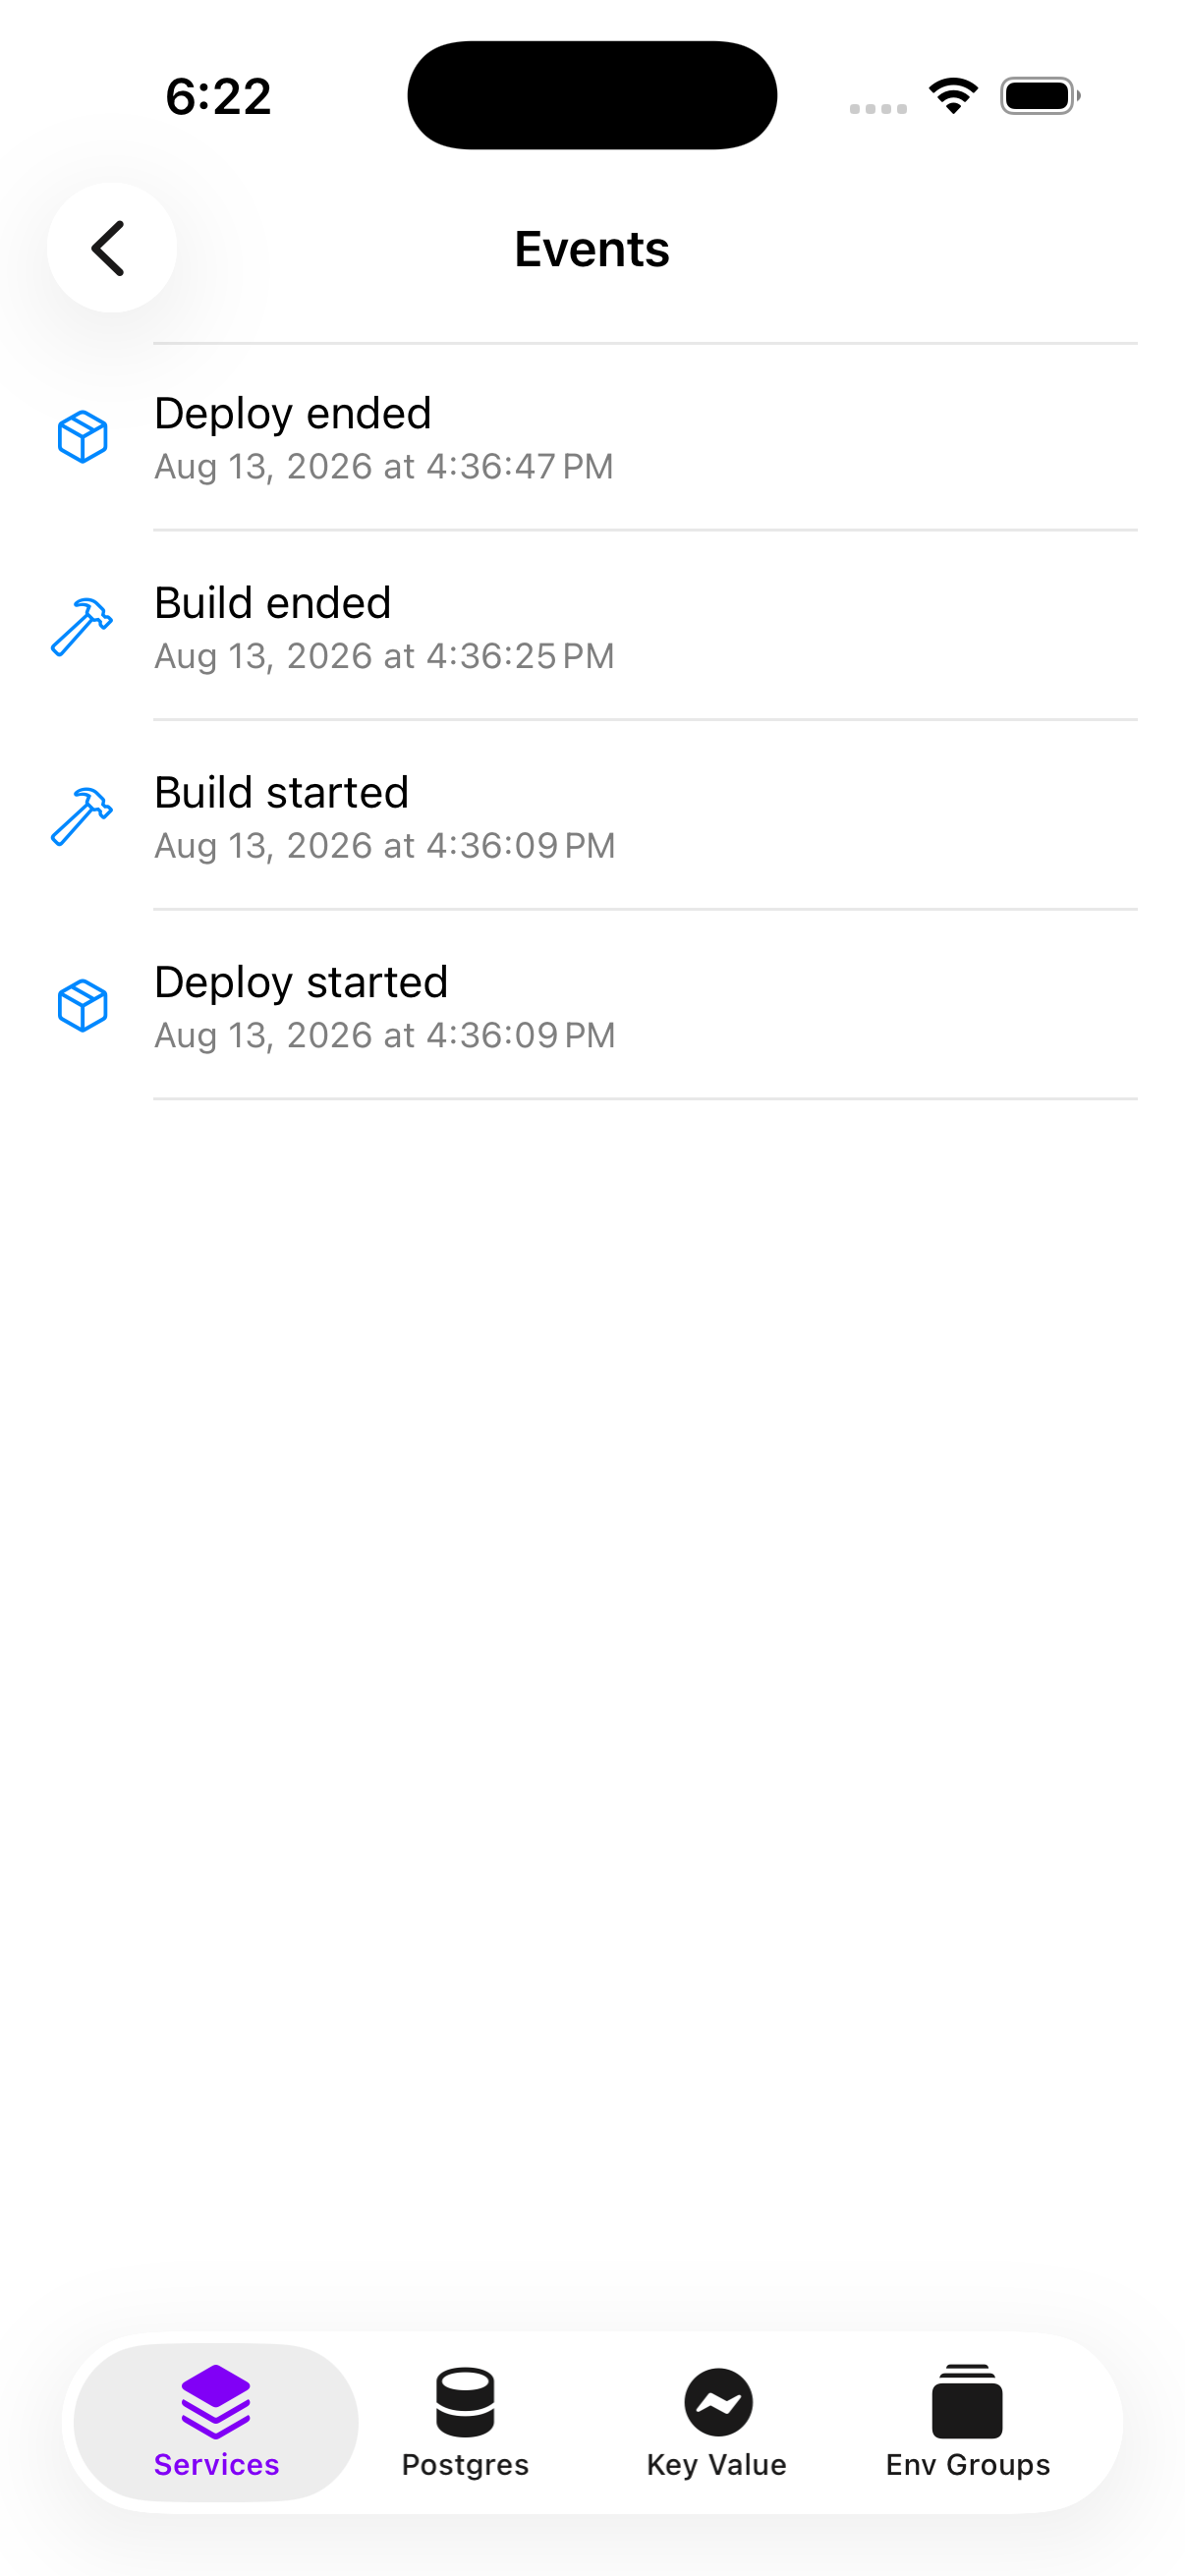 6:22
Events
Deploy ended
Aug 13, 2026 at 4:36:47 PM
Build ended
Aug 13, 2026 at 4:36:25 PM
Build started
Aug 13, 2026 at 4:36:09 PM
Deploy started
Aug 13, 2026 at 4:36:09 PM
Services
Postgres
Key Value
Env Groups